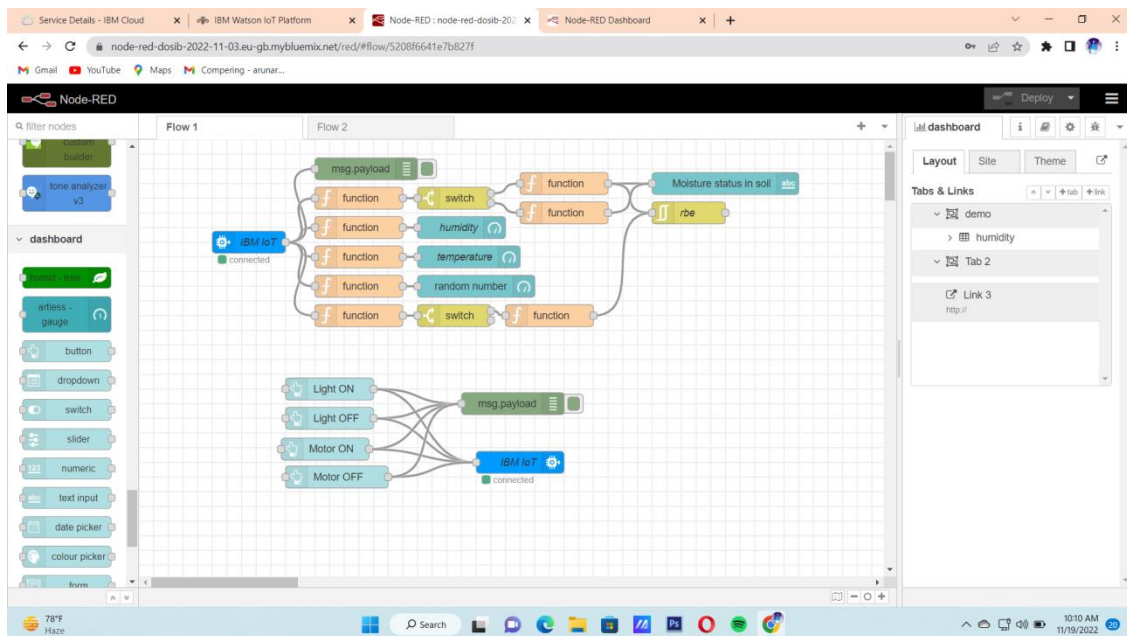 Service Details - IBM Cloud
IBM Watson IoT Platform
Node-RED : node-red-dosib-202
Node-RED Dashboard
node-red-dosib-2022-11-03.eu-gb.mybluemix.net/red/#flow/5208f6641e7b827f
Gmail YouTube Maps Compering - arunar...
Node-RED
Deploy
filter nodes
Flow 1
Flow 2
dashboard
i
custom
builder
tone analyzer
v3
dashboard
artless -
gauge
button
dropdown
switch
slider
123 numeric
abc text input
date picker
colour picker
form
msg.payload
f function
switch
f function
Moisture status in soil abc
f function
rbe
f function
humidity
IBM IoT
connected
f function
temperature
f function
random number
f function
switch
f function
Light ON
Light OFF
Motor ON
Motor OFF
msg.payload
IBM IoT
connected
Layout Site Theme
Tabs & Links
+tab +link
demo
humidity
Tab 2
Link 3
http://
78°F
Haze
Search
Ps
10:10 AM
11/19/2022
20